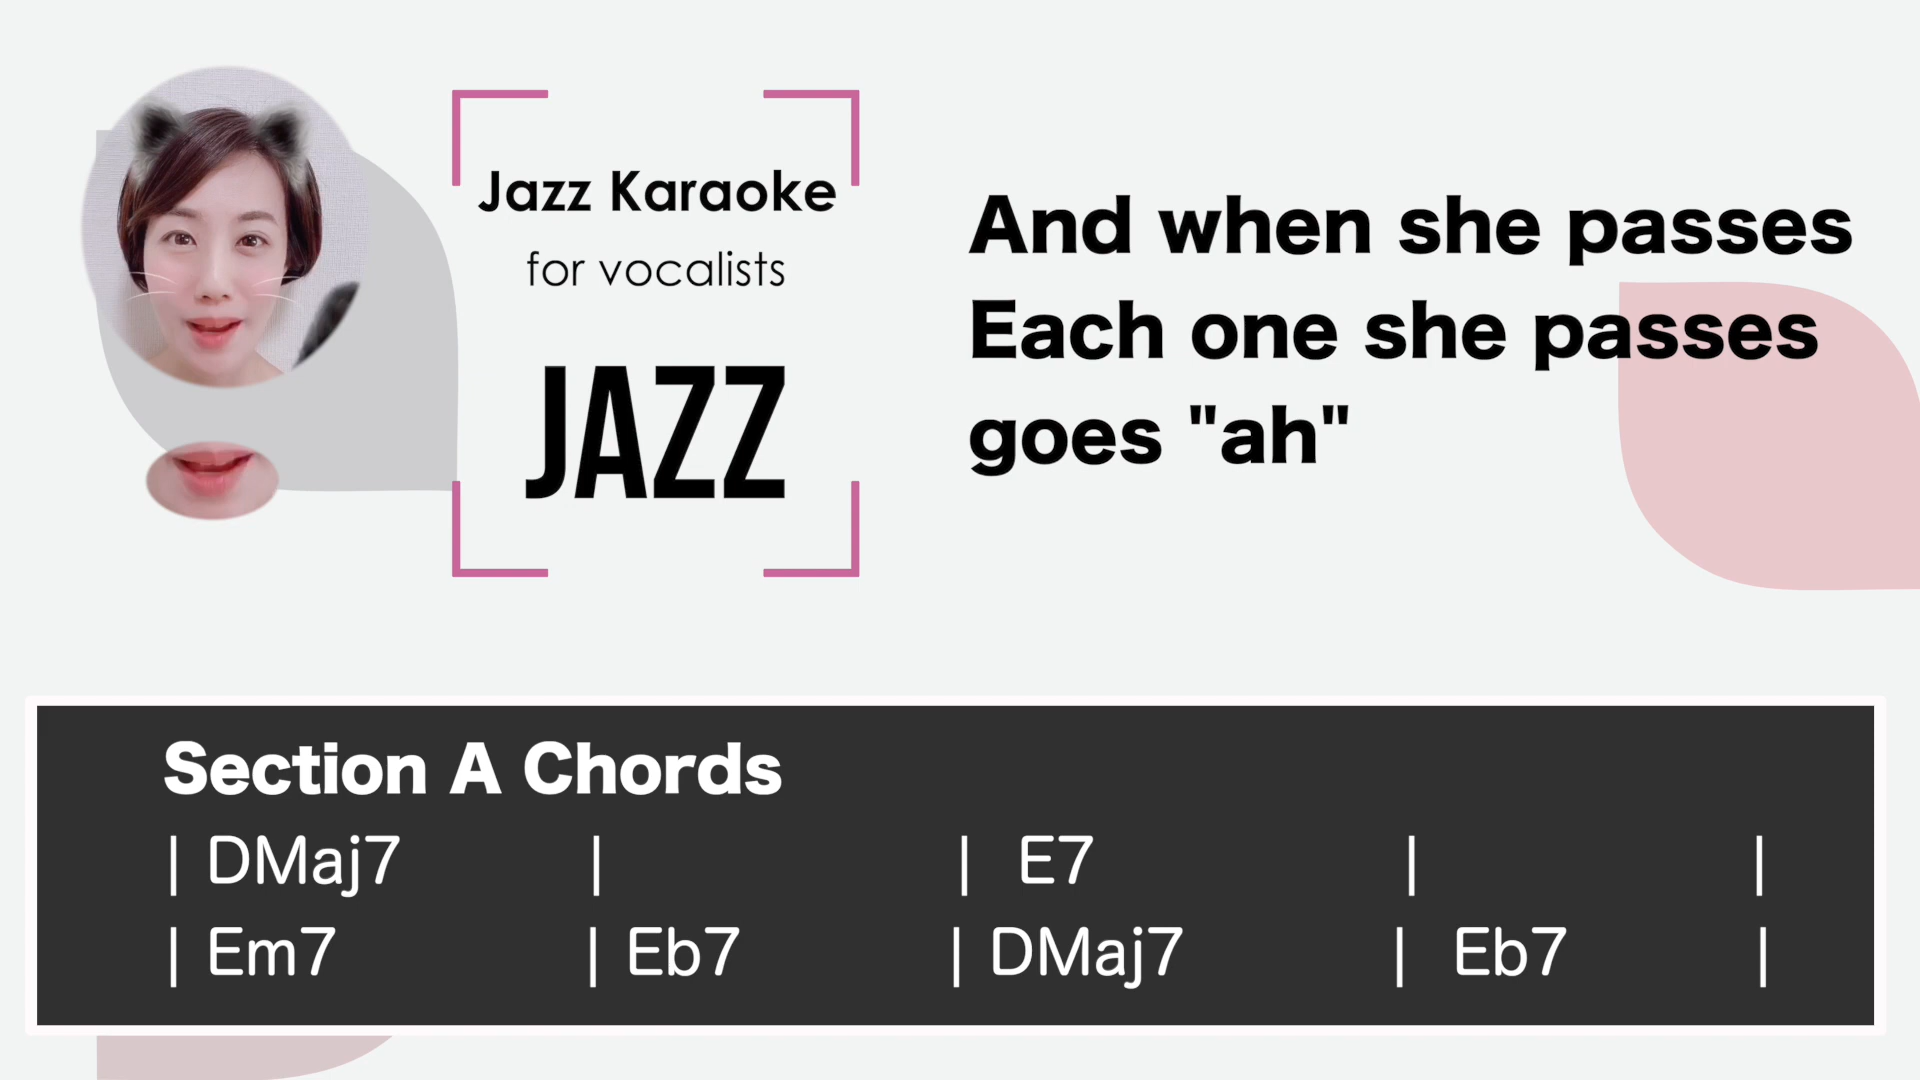 Jazz Karaoke
for vocalists
JAZZ
And when she passes
Each one she passes
goes "ah"
Section A Chords
| DMaj7 | | E7 | |
| Em7 | Eb7 | DMaj7 | Eb7 |